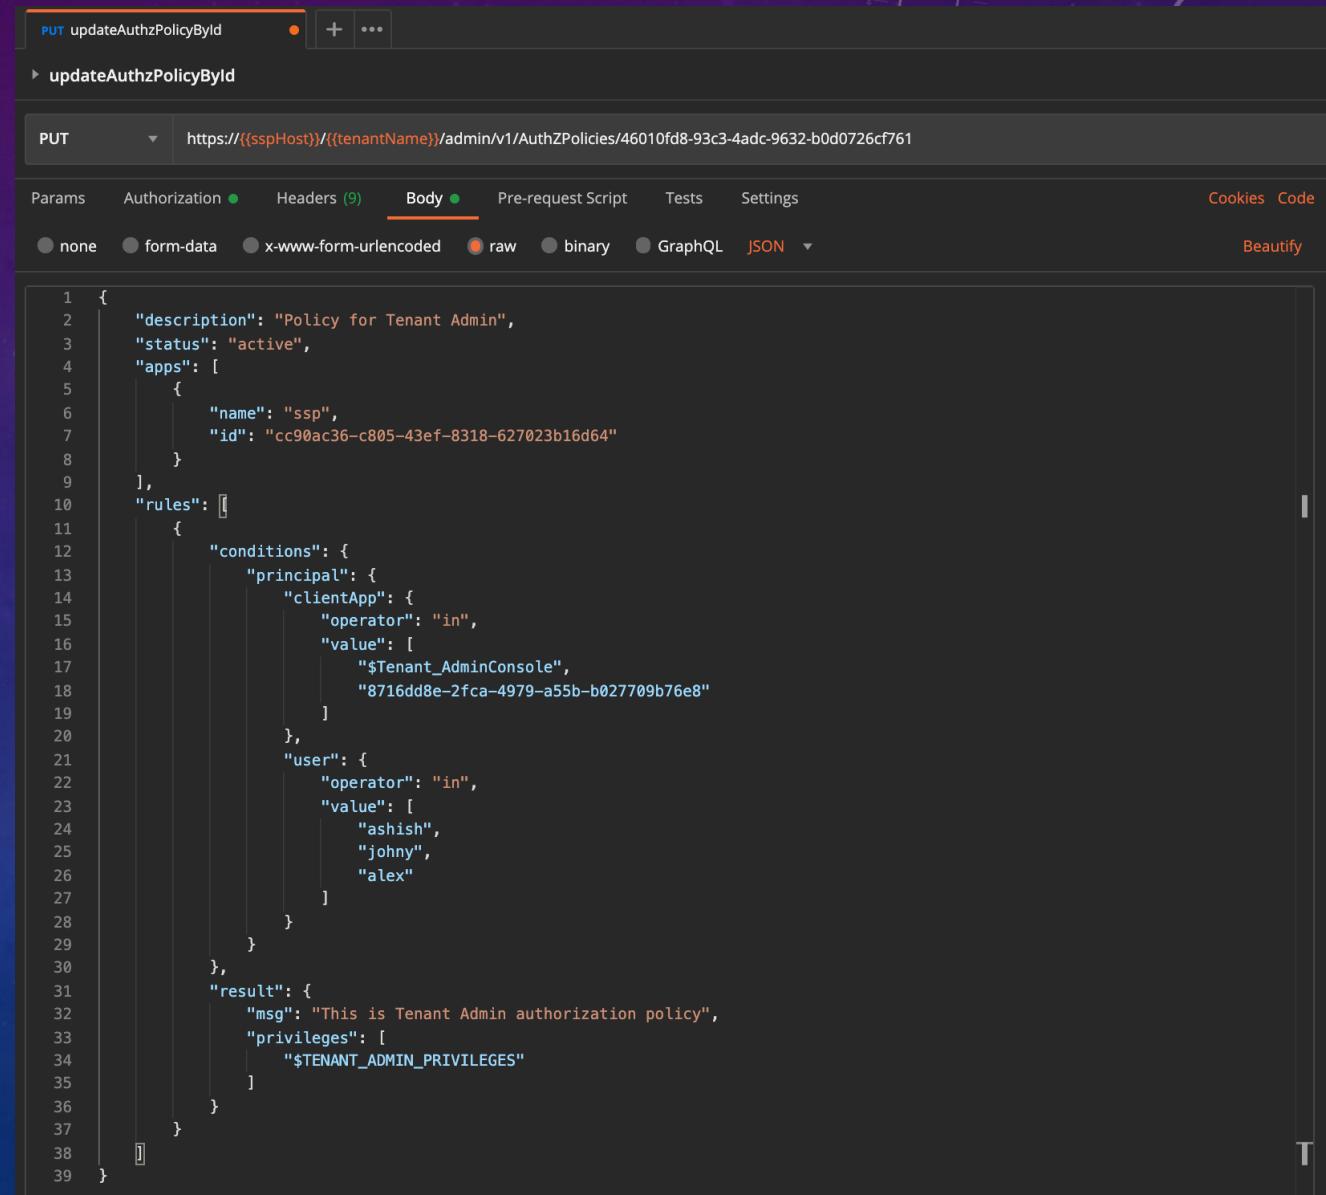 PUT updateAuthzPolicyById
updateAuthzPolicyById
PUT https://{{sspHost}}/{{tenantName}}/admin/v1/AuthZPolicies/46010fd8-93c3-4adc-9632-b0d0726cf761
Params Authorization Headers (9) Body Pre-request Script Tests Settings Cookies Code
none form-data x-www-form-urlencoded raw binary GraphQL JSON Beautify
1 {
2 "description": "Policy for Tenant Admin",
3 "status": "active",
4 "apps": [
5 {
6 "name": "ssp",
7 "id": "cc90ac36-c805-43ef-8318-627023b16d64"
8 }
9 ],
10 "rules": [
11 {
12 "conditions": {
13 "principal": {
14 "clientApp": {
15 "operator": "in",
16 "value": [
17 "$Tenant_AdminConsole",
18 "8716dd8e-2fca-4979-a55b-b027709b76e8"
19 ]
20 },
21 "user": {
22 "operator": "in",
23 "value": [
24 "ashish",
25 "johny",
26 "alex"
27 ]
28 }
29 }
30 },
31 "result": {
32 "msg": "This is Tenant Admin authorization policy",
33 "privileges": [
34 "$TENANT_ADMIN_PRIVILEGES"
35 ]
36 }
37 }
38 ]
39 }